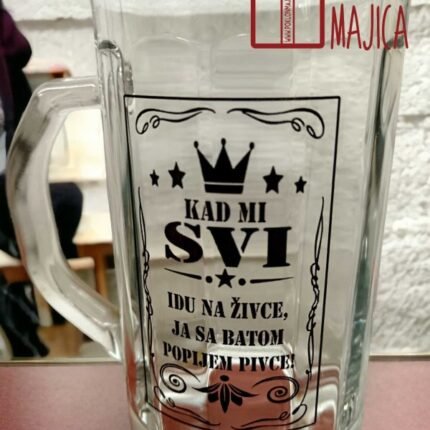 MAJICA
KAD MI
SVI
IDU NA ŽIVCE,
JA SA BATOM
POPIJEM PIVCE!